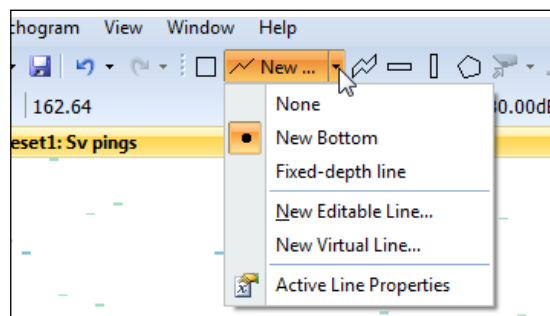 chogram View Window Help
New ...
162.64
0.00dB
eset1: Sv pings
None
New Bottom
Fixed-depth line
New Editable Line...
New Virtual Line...
Active Line Properties